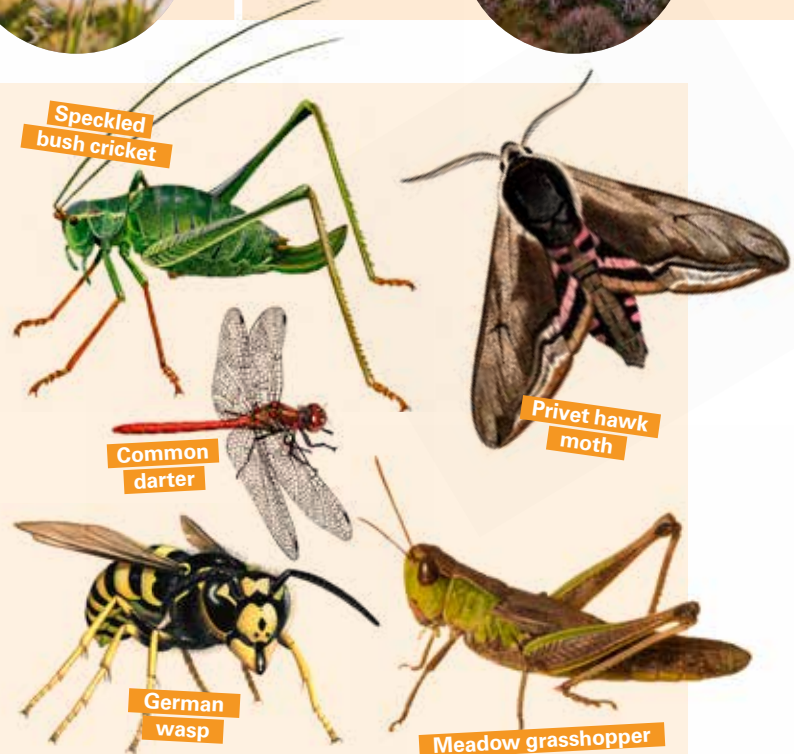 Speckled
bush cricket
Privet hawk
moth
Common
darter
German
wasp
Meadow grasshopper